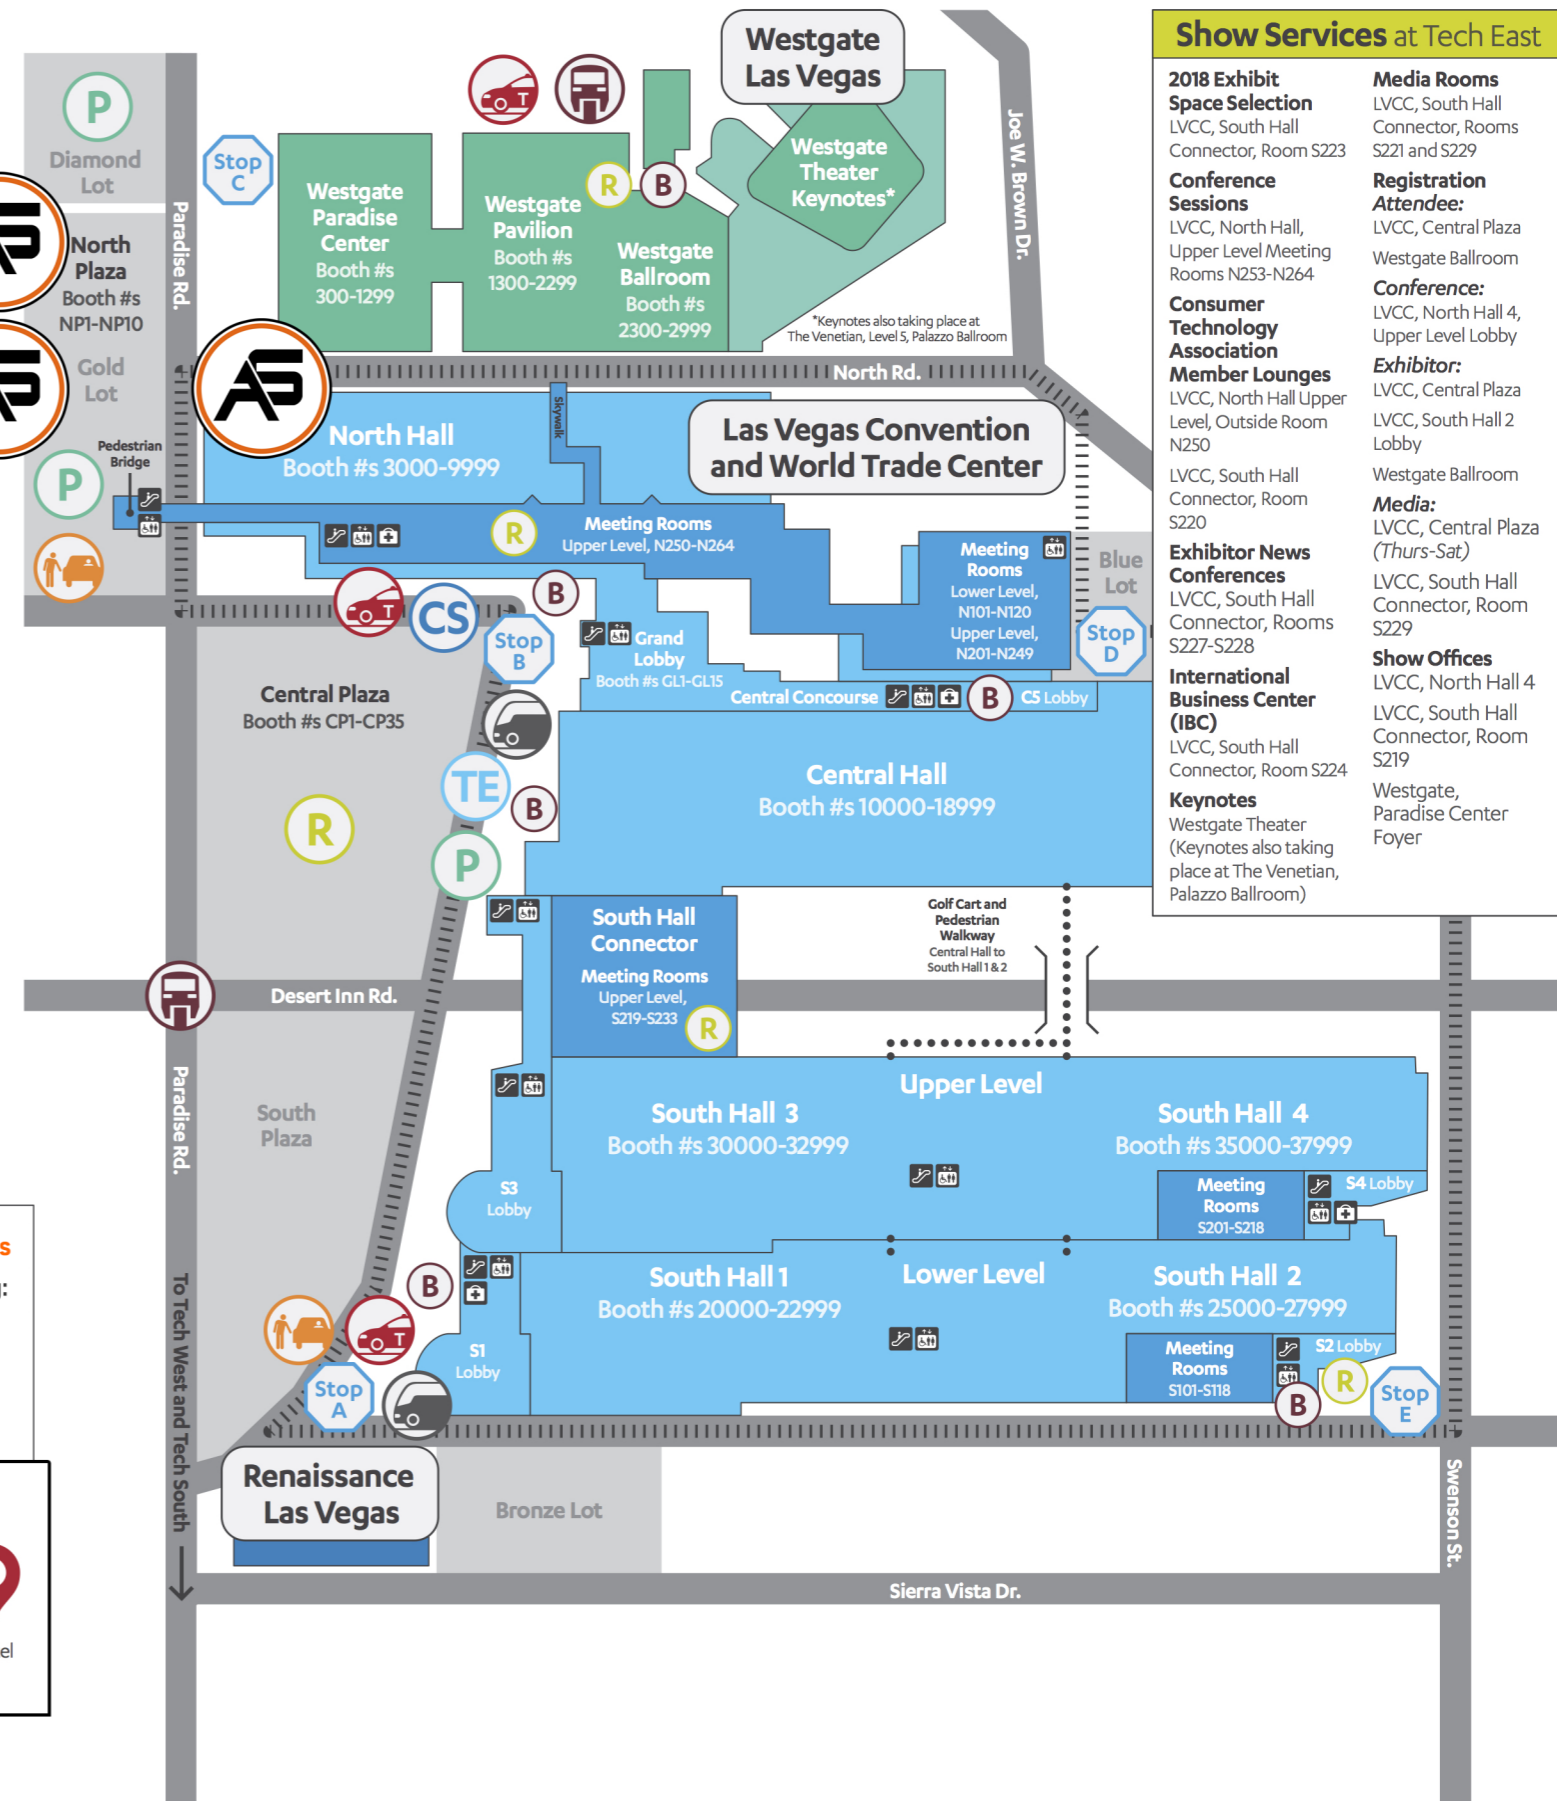 Westgate
Las Vegas
P
Diamond
Lot
Stop
C
T
Westgate
Paradise
Center
Booth #s
300-1299
Westgate
Pavilion
Booth #s
1300-2299
R
B
Westgate
Ballroom
Booth #s
2300-2999
Westgate
Theater
Keynotes*
*Keynotes also taking place at
The Venetian, Level 5, Palazzo Ballroom
Joe W. Brown Dr.
Paradise Rd.
North
Plaza
Booth #s
NP1-NP10
Gold
Lot
AS
North Rd.
Skywalk
North Hall
Booth #s 3000-9999
Las Vegas Convention
and World Trade Center
Pedestrian
Bridge
P
R
Meeting Rooms
Upper Level, N250-N264
Meeting
Rooms
Lower Level,
N101-N120
Upper Level,
N201-N249
Blue
Lot
Stop
D
T
CS
B
Stop
B
Grand
Lobby
Booth #s GL1-GL15
Central Concourse
B
C5 Lobby
Central Plaza
Booth #s CP1-CP35
R
TE
B
P
Central Hall
Booth #s 10000-18999
South Hall
Connector
Meeting Rooms
Upper Level,
S219-S233
R
Golf Cart and
Pedestrian
Walkway
Central Hall to
South Hall 1 & 2
Desert Inn Rd.
Paradise Rd.
South
Plaza
Upper Level
South Hall 3
Booth #s 30000-32999
South Hall 4
Booth #s 35000-37999
S3
Lobby
Meeting
Rooms
S201-S218
S4 Lobby
B
South Hall 1
Booth #s 20000-22999
Lower Level
South Hall 2
Booth #s 25000-27999
S1
Lobby
Meeting
Rooms
S101-S118
S2 Lobby
B
R
Stop
E
T
Stop
A
To Tech West and Tech South
Renaissance
Las Vegas
Bronze Lot
Swenson St.
Sierra Vista Dr.
s
:
el
Show Services at Tech East
2018 Exhibit
Space Selection
LVCC, South Hall
Connector, Room S223
Conference
Sessions
LVCC, North Hall,
Upper Level Meeting
Rooms N253-N264
Consumer
Technology
Association
Member Lounges
LVCC, North Hall Upper
Level, Outside Room
N250
LVCC, South Hall
Connector, Room
S220
Exhibitor News
Conferences
LVCC, South Hall
Connector, Rooms
S227-S228
International
Business Center
(IBC)
LVCC, South Hall
Connector, Room S224
Keynotes
Westgate Theater
(Keynotes also taking
place at The Venetian,
Palazzo Ballroom)
Media Rooms
LVCC, South Hall
Connector, Rooms
S221 and S229
Registration
Attendee:
LVCC, Central Plaza
Westgate Ballroom
Conference:
LVCC, North Hall 4,
Upper Level Lobby
Exhibitor:
LVCC, Central Plaza
LVCC, South Hall 2
Lobby
Westgate Ballroom
Media:
LVCC, Central Plaza
(Thurs-Sat)
LVCC, South Hall
Connector, Room
S229
Show Offices
LVCC, North Hall 4
LVCC, South Hall
Connector, Room
S219
Westgate,
Paradise Center
Foyer